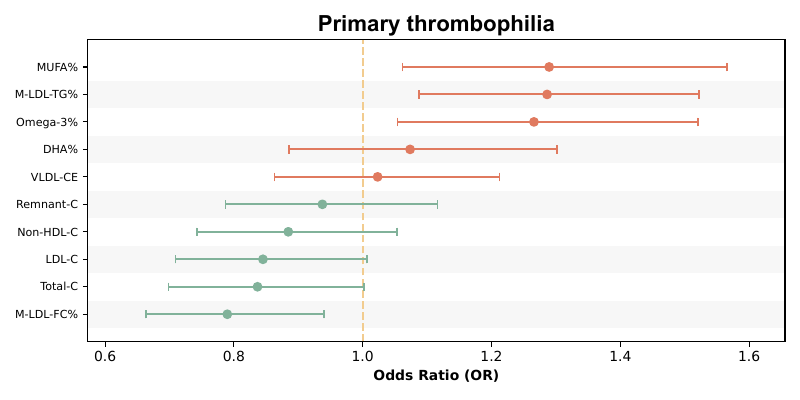 Primary thrombophilia
MUFA%
M-LDL-TG%
Omega-3%
DHA%
VLDL-CE
Remnant-C
Non-HDL-C
LDL-C
Total-C
M-LDL-FC%
0.6 0.8 1.0 1.2 1.4 1.6
Odds Ratio (OR)